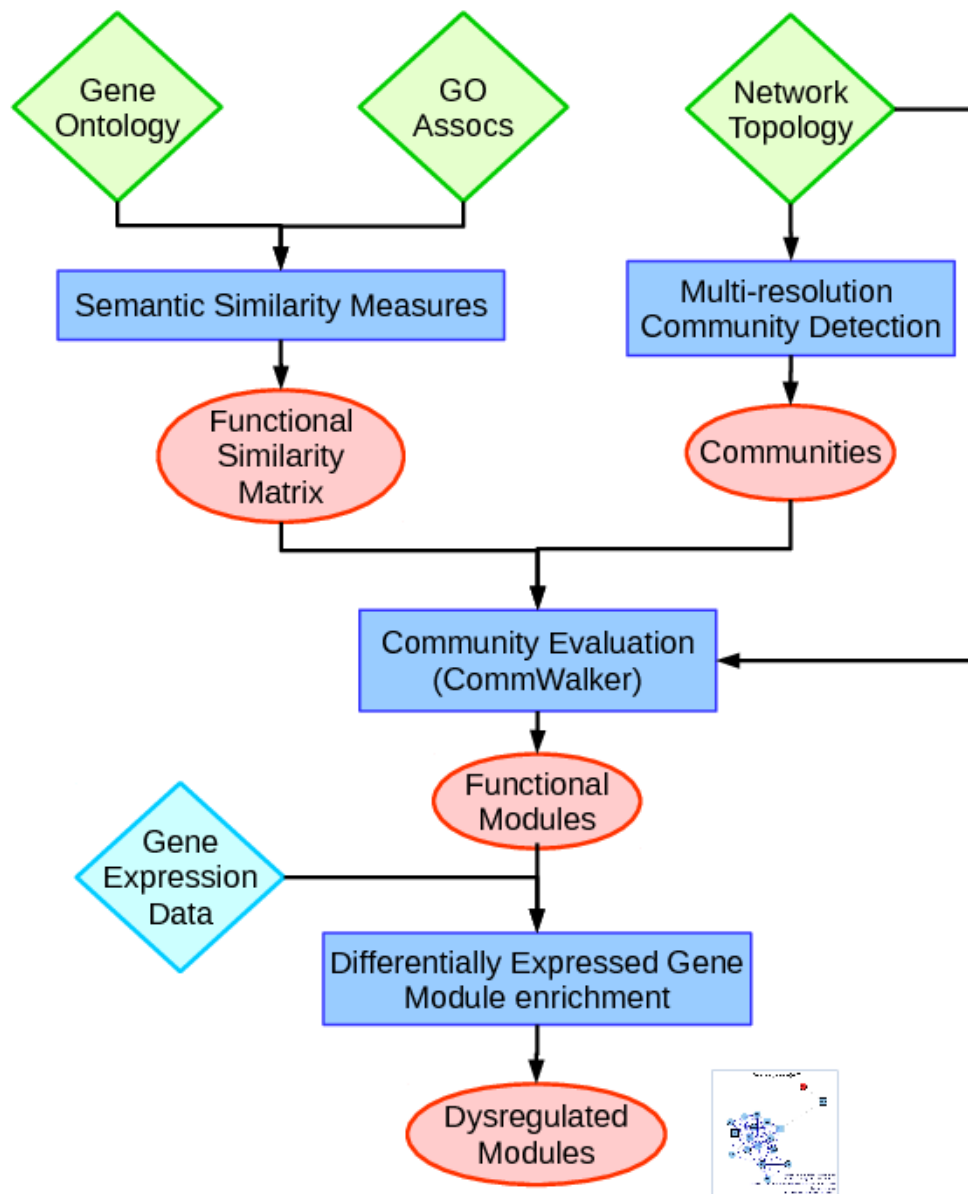 Gene
Ontology
GO
Assocs
Network
Topology
Semantic Similarity Measures
Multi-resolution
Community Detection
Functional
Similarity
Matrix
Communities
Community Evaluation
(CommWalker)
Functional
Modules
Gene
Expression
Data
Differentially Expressed Gene
Module enrichment
Dysregulated
Modules